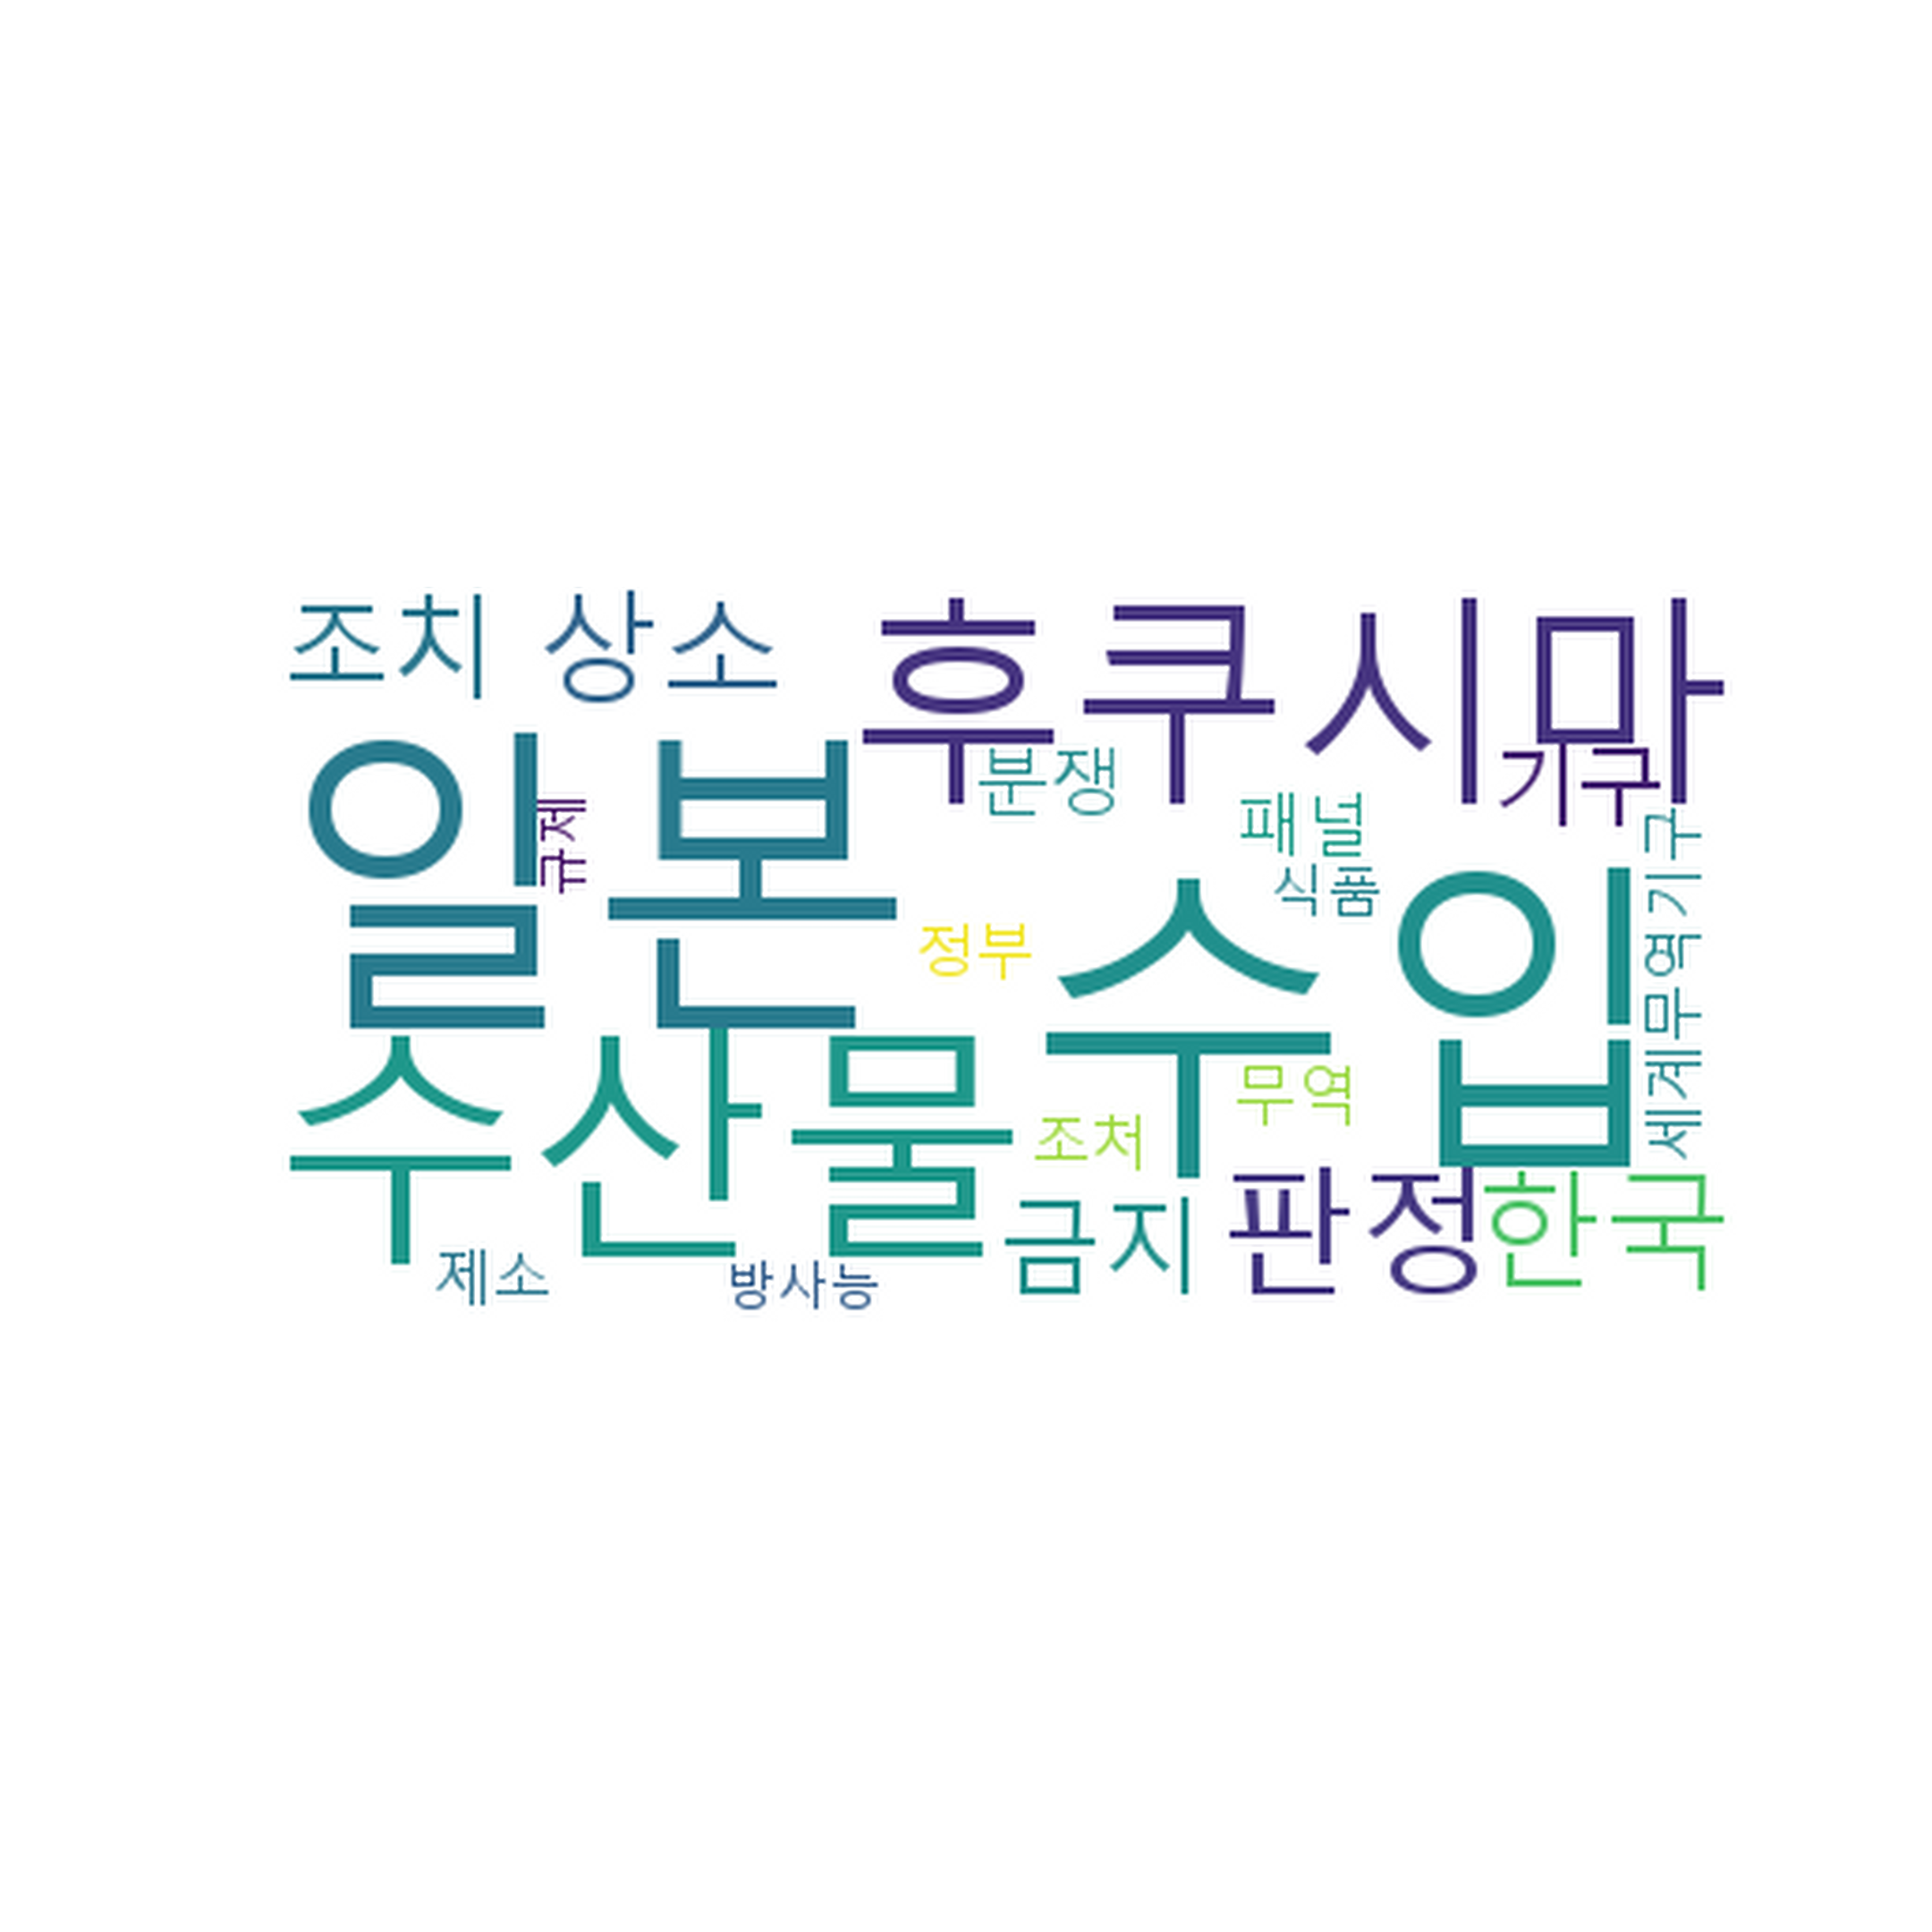 조치 상소 후쿠시마
일본
규제
분쟁
기구
패널
식품
정부
수입
세계무역기구
수산물
무역
조처
금지
판정
한국
제소
방사능